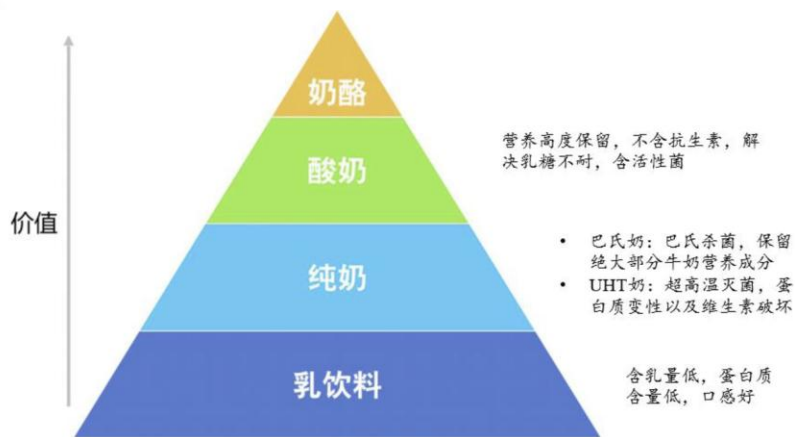 奶酪
营养高度保留，不含抗生素，解
决乳糖不耐，含活性菌
酸奶
价值
• 巴氏奶：巴氏杀菌，保留
绝大部分牛奶营养成分
纯奶
• UHT奶：超高温灭菌，蛋
白质变性以及维生素破坏
含乳量低，蛋白质
含量低，口感好
乳饮料